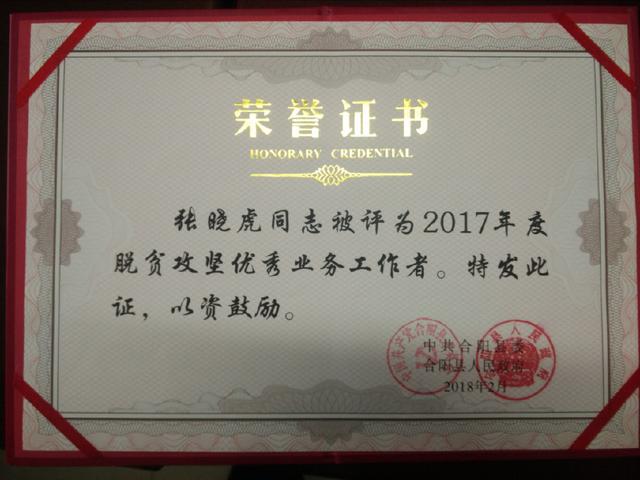 荣誉证书
HONORARY CREDENTIAL
张晓虎同志被评为2017年度
脱贫攻坚优秀业务工作者。特发此
证，以资鼓励。
中共合阳县委
合阳县人民政府
2018年2月